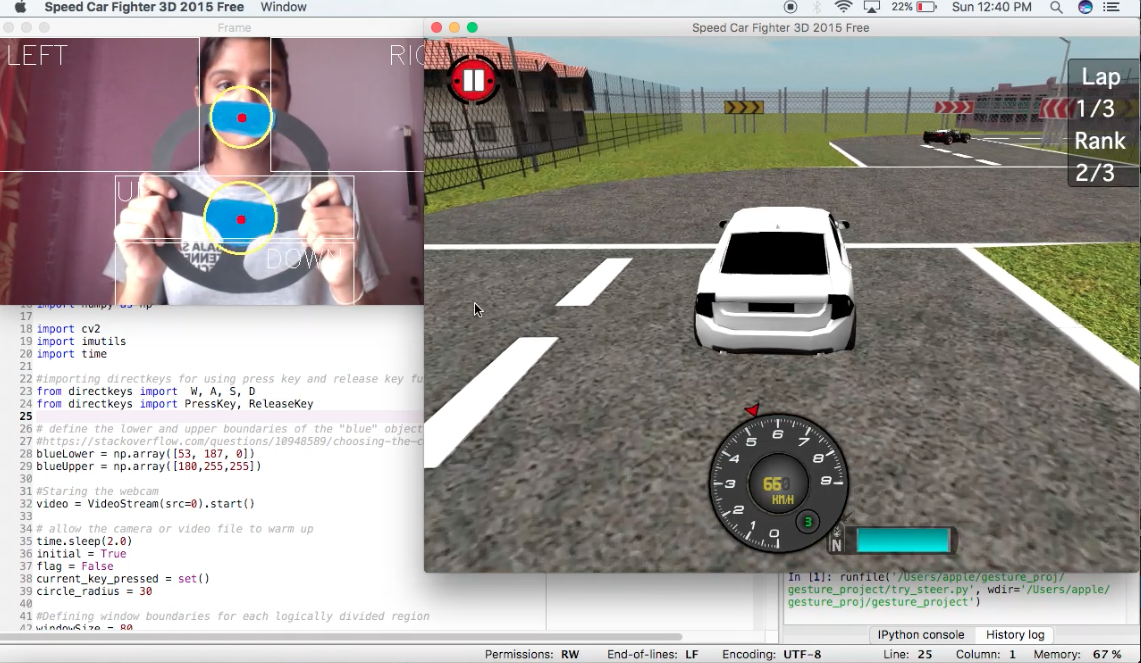 Speed Car Fighter 3D 2015 Free Window 22% Sun 12:40 PM
Frame
Speed Car Fighter 3D 2015 Free
LEFT
DOWN
Lap
1/3
Rank
2/3
0 1 2 3 4 5 6 7 8 9
KM/H
3
N
17
18 import cv2
19 import imutils
20 import time
21
22 #importing directkeys for using press key and release key
23 from directkeys import W, A, S, D
24 from directkeys import PressKey, ReleaseKey
25
26 # define the lower and upper boundaries of the "blue"
27 #https://stackoverflow.com/questions/10948589/choosing-the-
28 blueLower = np.array([53, 187, 0])
29 blueUpper = np.array([180,255,255])
30
31 #Staring the webcam
32 video = VideoStream(src=0).start()
33
34 # allow the camera or video file to warm up
35 time.sleep(2.0)
36 initial = True
37 flag = False
38 current_key_pressed = set()
39 circle_radius = 30
40
41 #Defining window boundaries for each logically divided region
42 windowSize = 80
In [1]: runfile('/Users/apple/gesture_proj/
gesture_project/try_steer.py', wdir='/Users/apple/
gesture_proj/gesture_project')
IPython console History log
Permissions: RW End-of-lines: LF Encoding: UTF-8 Line: 25 Column: 1 Memory: 67 %